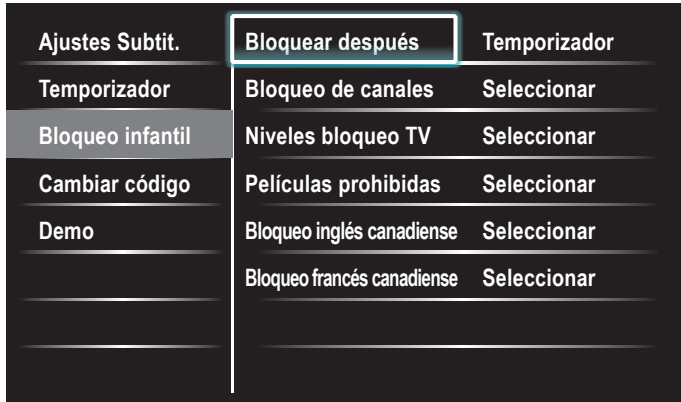 Ajustes Subtit. Bloquear después Temporizador
Temporizador Bloqueo de canales Seleccionar
Bloqueo infantil Niveles bloqueo TV Seleccionar
Cambiar código Películas prohibidas Seleccionar
Demo Bloqueo inglés canadiense Seleccionar
Bloqueo francés canadiense Seleccionar